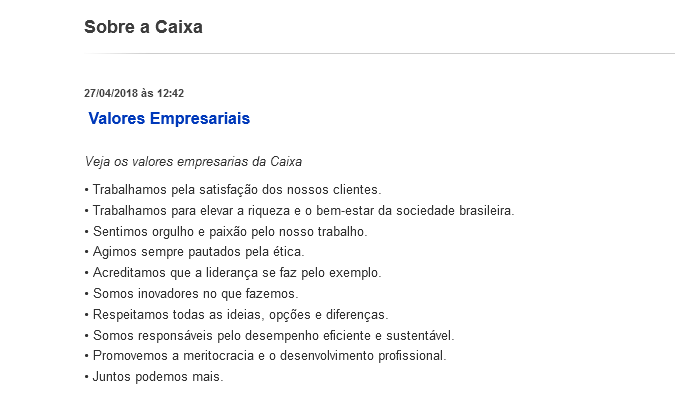 Sobre a Caixa
27/04/2018 às 12:42
Valores Empresariais
Veja os valores empresarias da Caixa
• Trabalhamos pela satisfação dos nossos clientes.
• Trabalhamos para elevar a riqueza e o bem-estar da sociedade brasileira.
• Sentimos orgulho e paixão pelo nosso trabalho.
• Agimos sempre pautados pela ética.
• Acreditamos que a liderança se faz pelo exemplo.
• Somos inovadores no que fazemos.
• Respeitamos todas as ideias, opções e diferenças.
• Somos responsáveis pelo desempenho eficiente e sustentável.
• Promovemos a meritocracia e o desenvolvimento profissional.
• Juntos podemos mais.